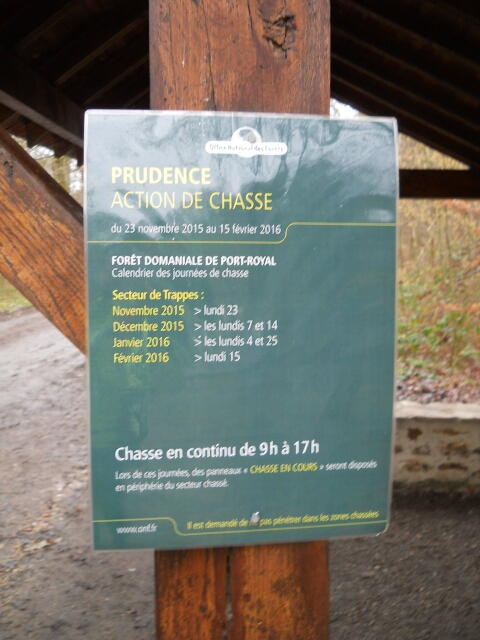 Office National des Forêts
PRUDENCE
ACTION DE CHASSE
du 23 novembre 2015 au 15 février 2016
FORÊT DOMANIALE DE PORT-ROYAL
Calendrier des journées de chasse
Secteur de Trappes :
Novembre 2015 > lundi 23
Décembre 2015 > les lundis 7 et 14
Janvier 2016 > les lundis 4 et 25
Février 2016 > lundi 15
Chasse en continu de 9h à 17h
Lors de ces journées, des panneaux « CHASSE EN COURS » seront disposés
en périphérie du secteur chassé.
www.onf.fr
Il est demandé de ne pas pénétrer dans les zones chassées